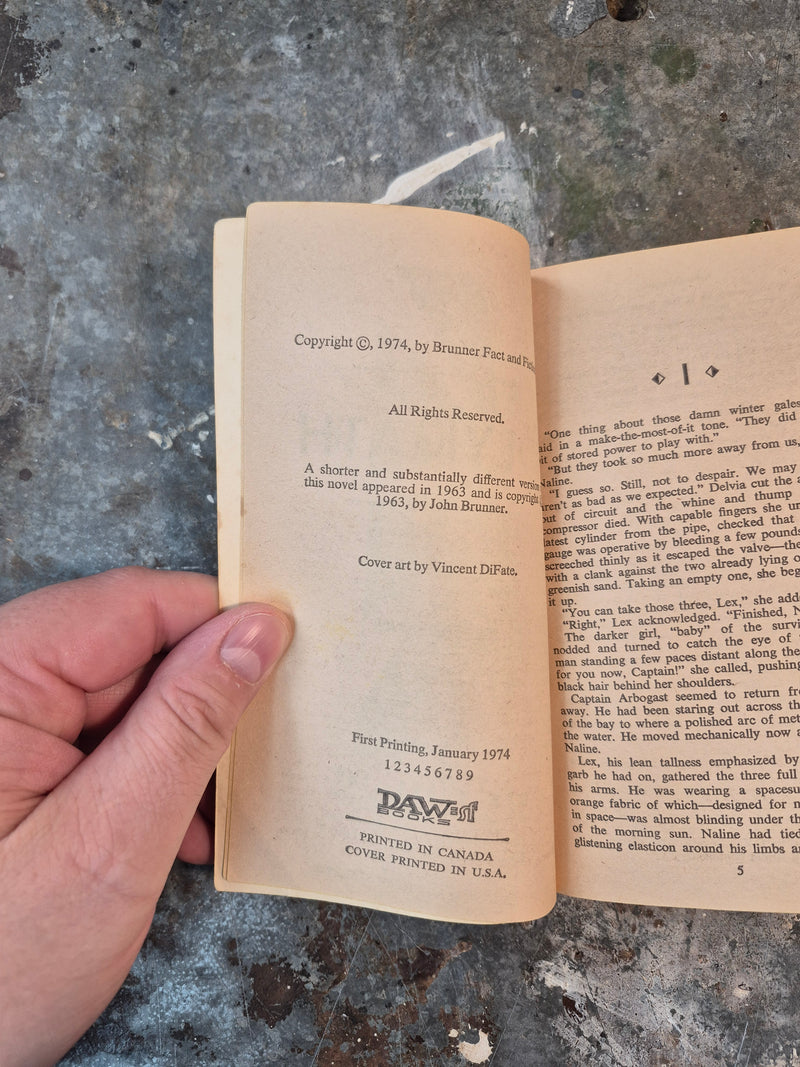 Copyright ©, 1974, by Brunner Fact and
All Rights Reserved.
A shorter and substantially different version
this novel appeared in 1963 and is copyright
1963, by John Brunner.
Cover art by Vincent DiFate.
First Printing, January 1974
1 2 3 4 5 6 7 8 9
DAW=sf
BOOKS
PRINTED IN CANADA
COVER PRINTED IN U.S.A.
I
"One thing about those damn winter gales
in a make-the-most-of-it tone. "They did
of stored power to play with."
"But they took so much more away from us,
Naline.
"I guess so. Still, not to despair. We may
aren't as bad as we expected." Delvia cut the
out of circuit and the whine and thump
compressor died. With capable fingers she
latest cylinder from the pipe, checked that
gauge was operative by bleeding a few pounds
screeched thinly as it escaped the valve—
with a clank against the two already lying
greenish sand. Taking an empty one, she
it up.
"You can take those three, Lex," she
"Right," Lex acknowledged. "Finished,
The darker girl, "baby" of the
nodded and turned to catch the eye of
man standing a few paces distant along the
for you now, Captain!" she called, pushing
black hair behind her shoulders.
Captain Arbogast seemed to return
away. He had been staring out across
of the bay to where a polished arc of
the water. He moved mechanically now
Naline.
Lex, his lean tallness emphasized by
garb he had on, gathered the three full
his arms. He was wearing a
orange fabric of which—designed for
in space—was almost blinding under
of the morning sun. Naline had tied
glistening elasticon around his limbs
5